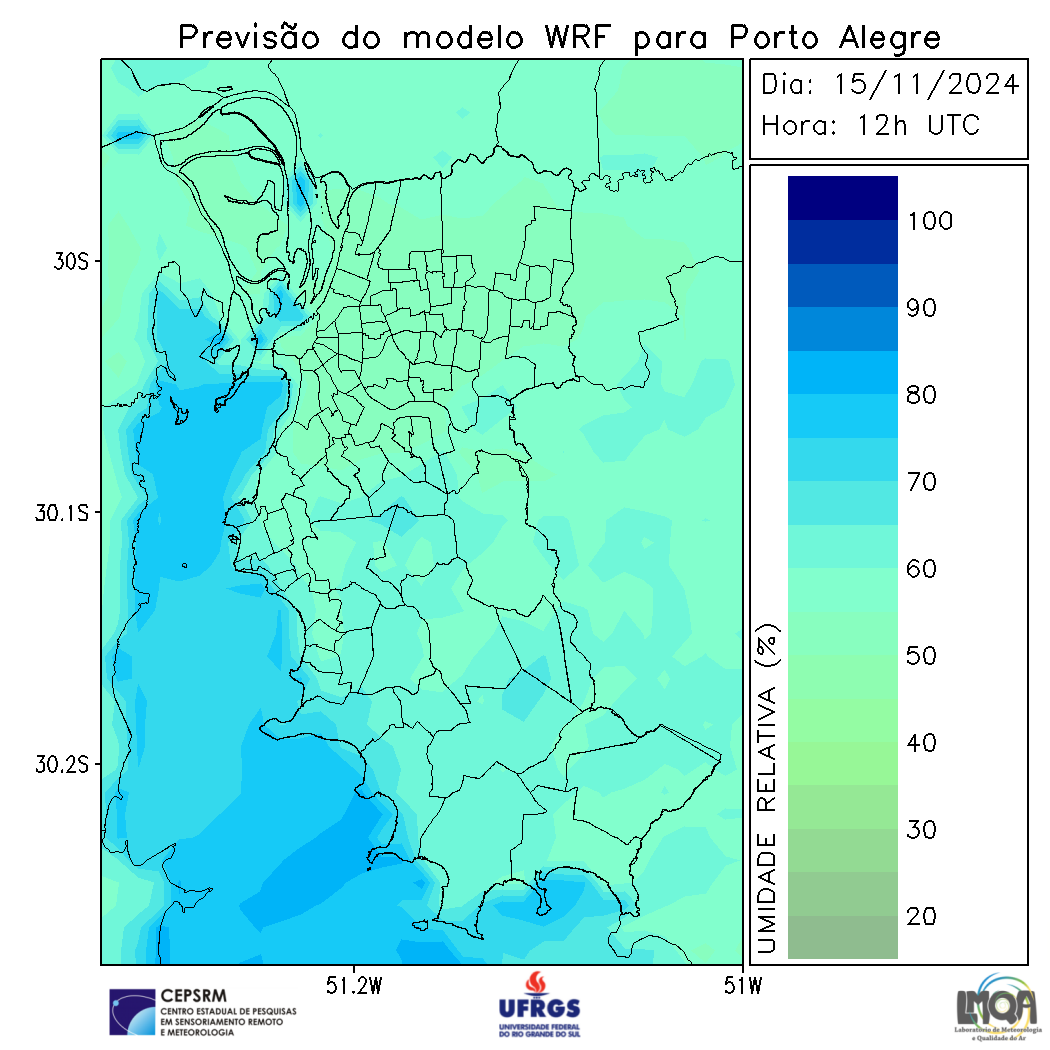 Previsão do modelo WRF para Porto Alegre
Dia: 15/11/2024
Hora: 12h UTC
30S
30.1S
30.2S
51.2W
51W
100
90
80
70
60
50
40
30
20
UMIDADE RELATIVA (%)
CEPSRM
CENTRO ESTADUAL DE PESQUISAS
EM SENSORIAMENTO REMOTO
E METEOROLOGIA
UFRGS
UNIVERSIDADE FEDERAL
DO RIO GRANDE DO SUL
LMQA
Laboratório de Meteorologia
e Qualidade do Ar